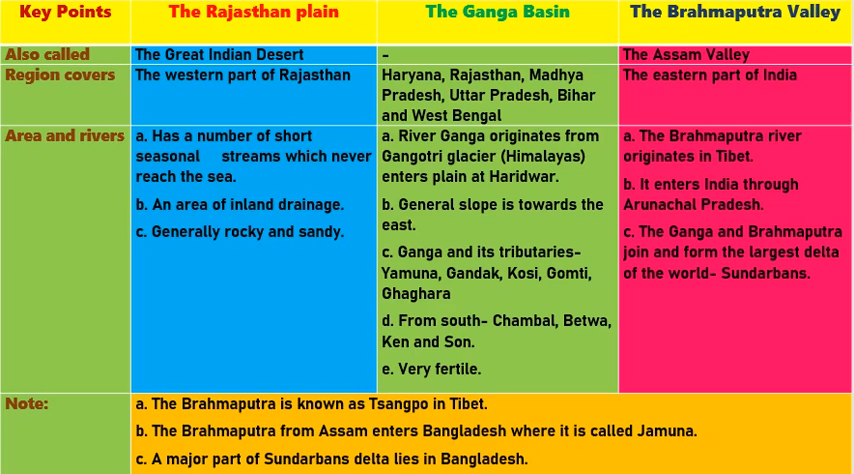 Key Points
The Rajasthan plain
The Ganga Basin
The Brahmaputra Valley
Also called
The Great Indian Desert
-
The Assam Valley
Region covers
The western part of Rajasthan
Haryana, Rajasthan, Madhya
Pradesh, Uttar Pradesh, Bihar
and West Bengal
The eastern part of India
Area and rivers
a. Has a number of short
seasonal streams which never
reach the sea.
b. An area of inland drainage.
c. Generally rocky and sandy.
a. River Ganga originates from
Gangotri glacier (Himalayas)
enters plain at Haridwar.
b. General slope is towards the
east.
c. Ganga and its tributaries-
Yamuna, Gandak, Kosi, Gomti,
Ghaghara
d. From south- Chambal, Betwa,
Ken and Son.
e. Very fertile.
a. The Brahmaputra river
originates in Tibet.
b. It enters India through
Arunachal Pradesh.
c. The Ganga and Brahmaputra
join and form the largest delta
of the world- Sundarbans.
Note:
a. The Brahmaputra is known as Tsangpo in Tibet.
b. The Brahmaputra from Assam enters Bangladesh where it is called Jamuna.
c. A major part of Sundarbans delta lies in Bangladesh.